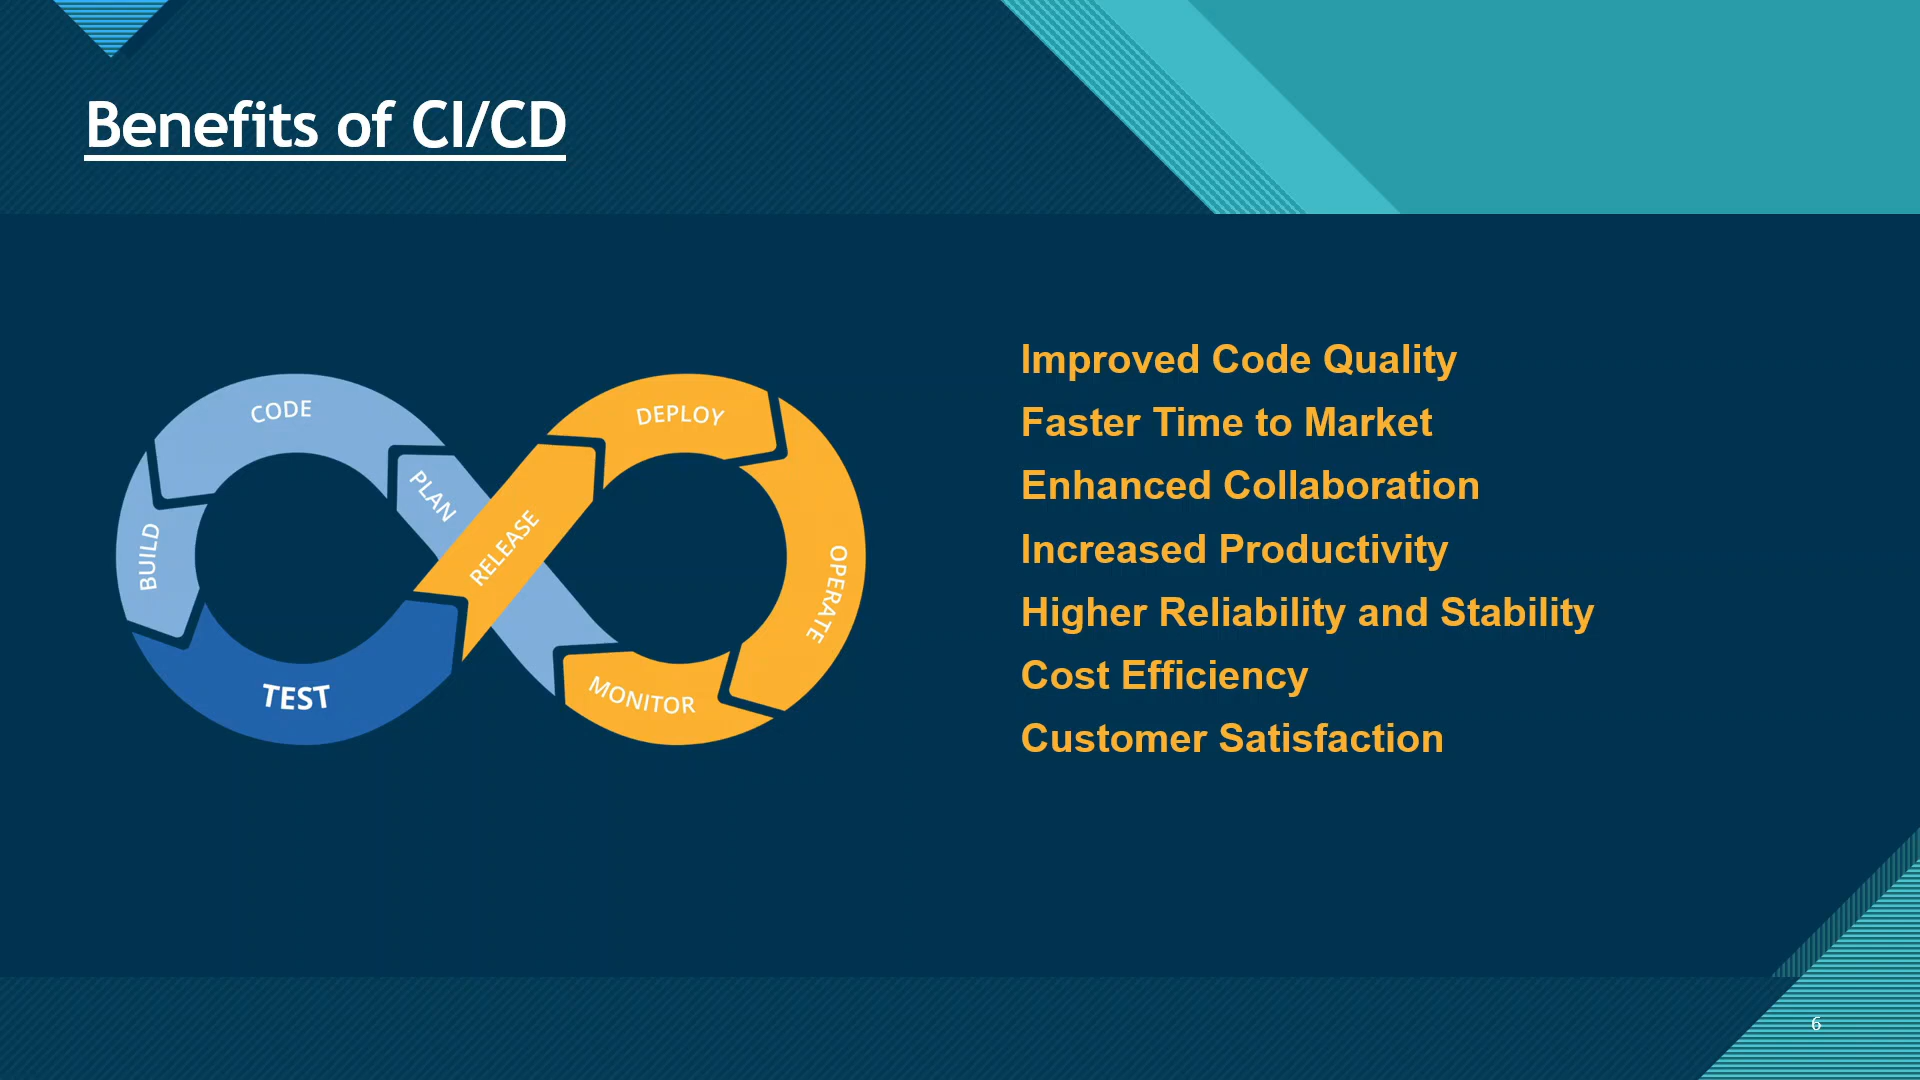 Benefits of CI/CD
CODE
BUILD
PLAN
TEST
RELEASE
DEPLOY
OPERATE
MONITOR
Improved Code Quality
Faster Time to Market
Enhanced Collaboration
Increased Productivity
Higher Reliability and Stability
Cost Efficiency
Customer Satisfaction
6